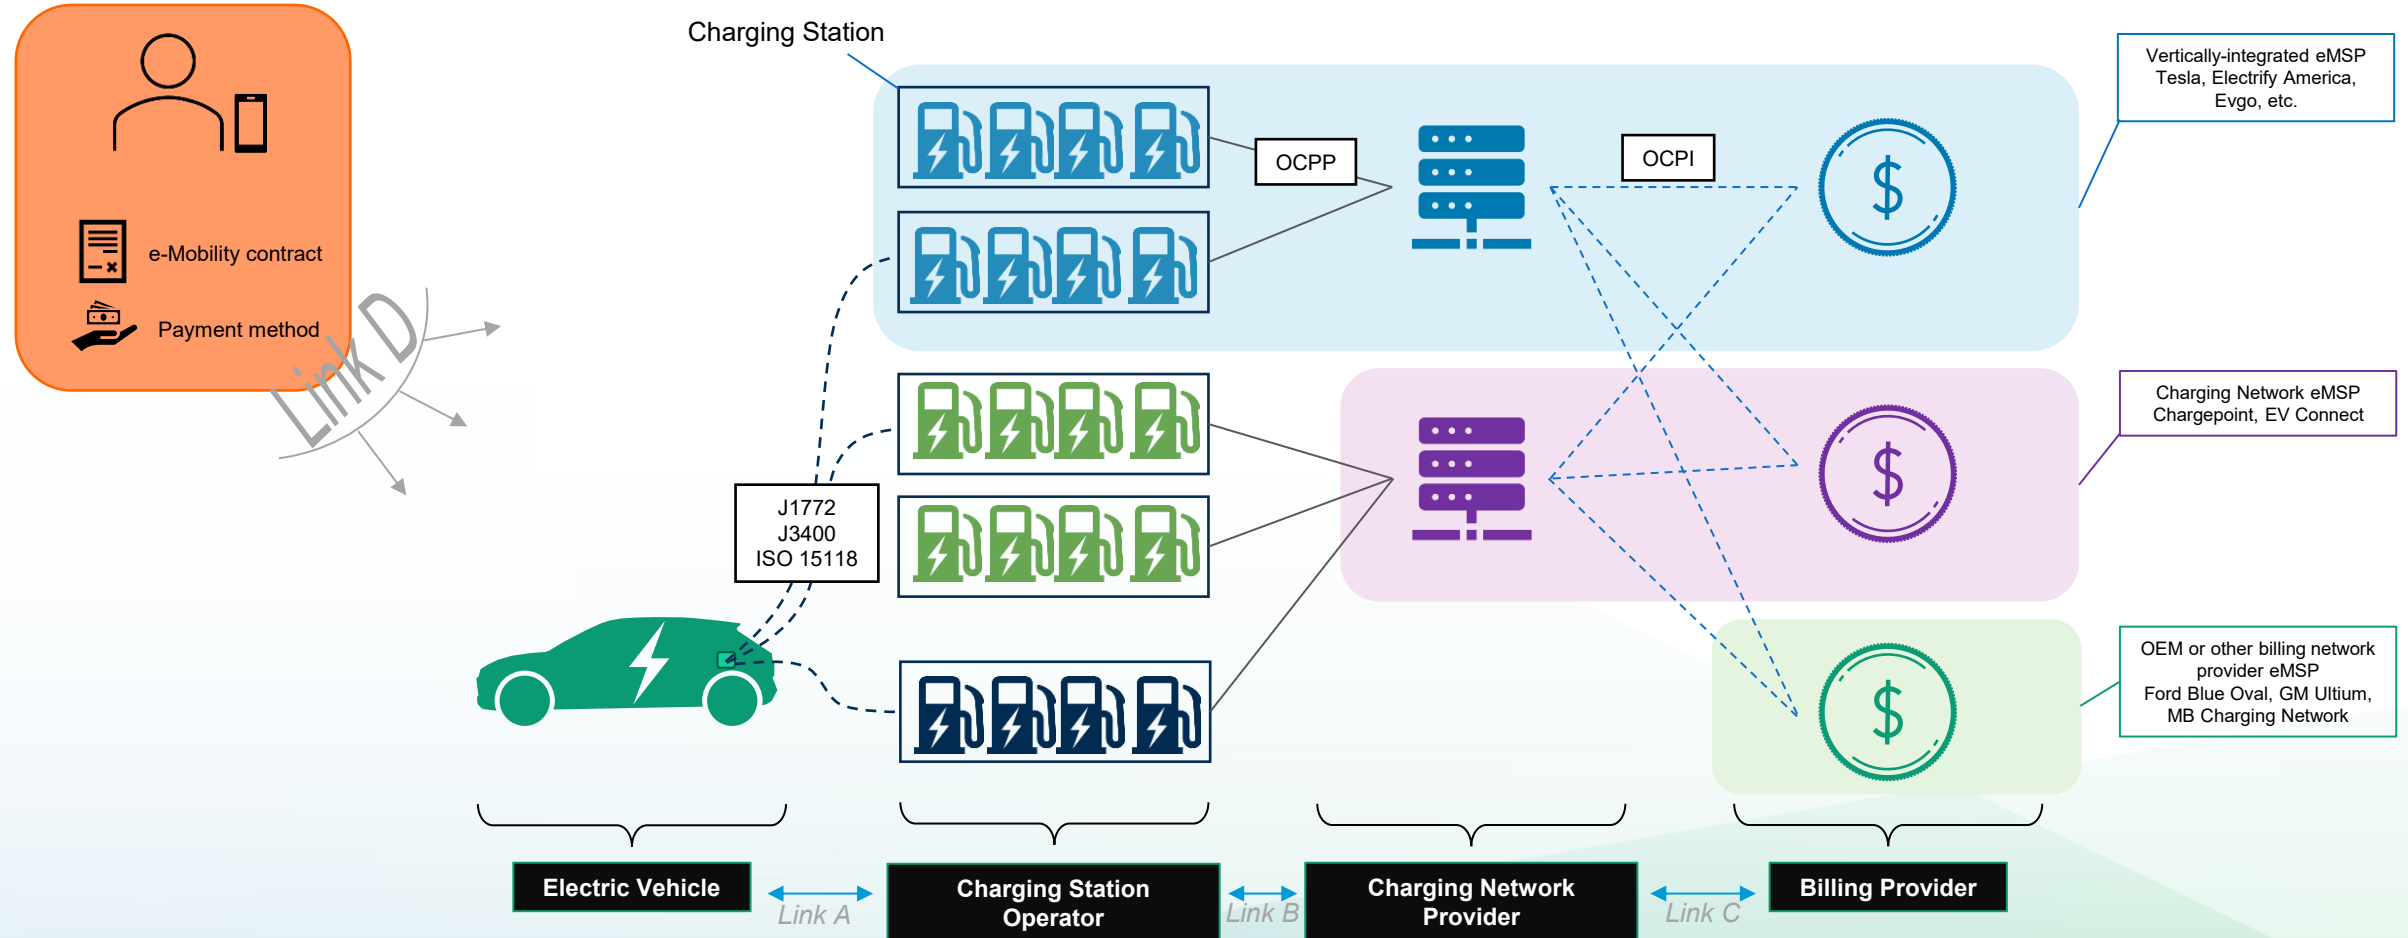 Charging Station
e-Mobility contract
Payment method
Link D
OCPP
OCPI
J1772
J3400
ISO 15118
Vertically-integrated eMSP
Tesla, Electrify America,
Evgo, etc.
Charging Network eMSP
Chargepoint, EV Connect
OEM or other billing network
provider eMSP
Ford Blue Oval, GM Ultium,
MB Charging Network
Electric Vehicle
Link A
Charging Station
Operator
Link B
Charging Network
Provider
Link C
Billing Provider